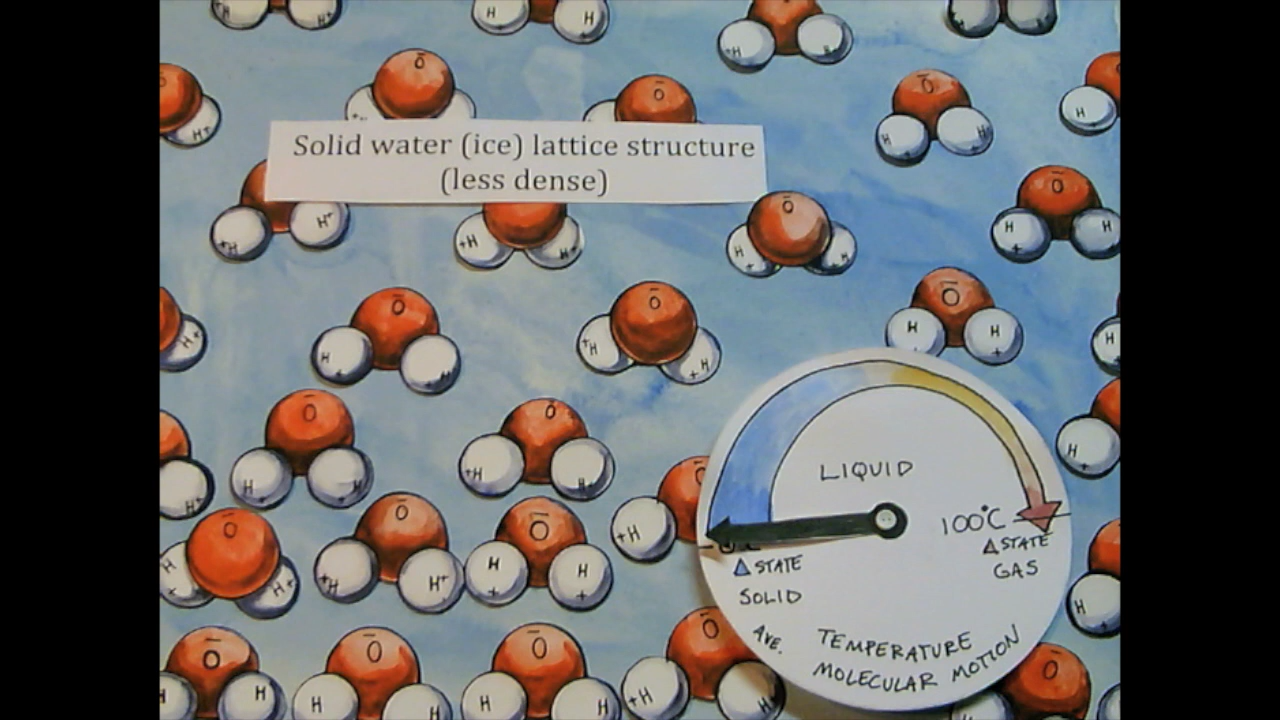 Solid water (ice) lattice structure
(less dense)
LIQUID
100°C
Δ STATE
GAS
Δ STATE
SOLID
AVE. TEMPERATURE
MOLECULAR MOTION